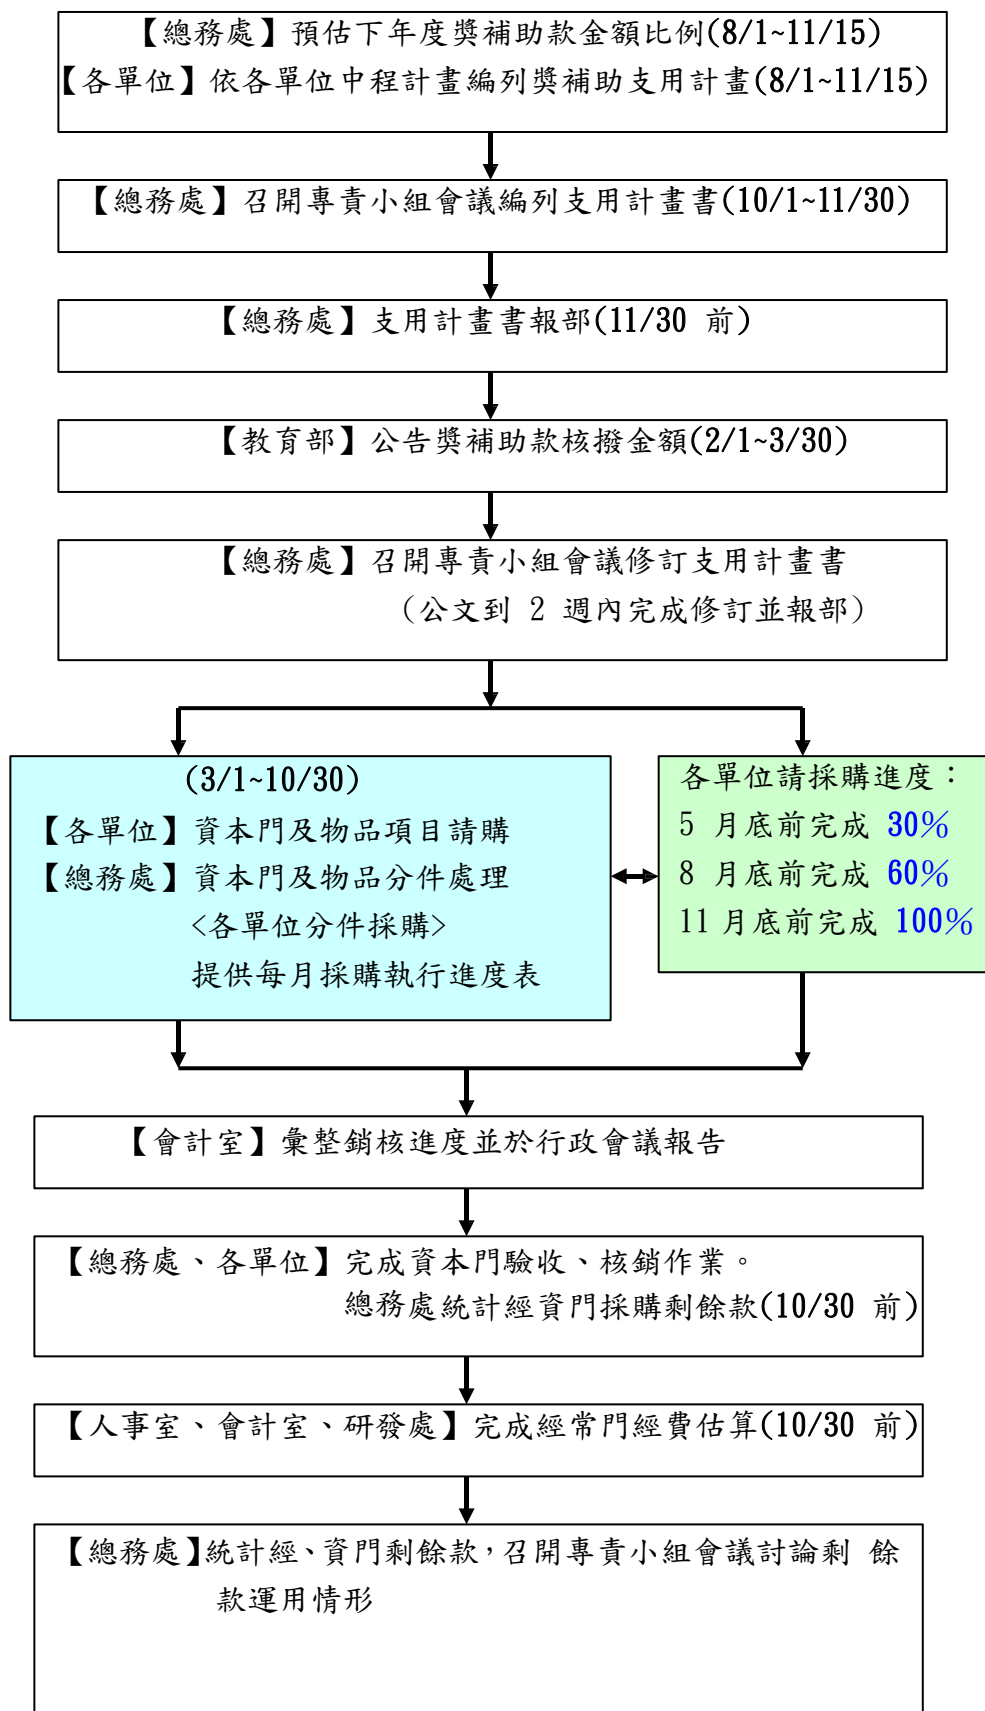 【總務處】預估下年度獎補助款金額比例(8/1~11/15)
【各單位】依各單位中程計畫編列獎補助支用計畫(8/1~11/15)
【總務處】召開專責小組會議編列支用計畫書(10/1~11/30)
【總務處】支用計畫書報部(11/30 前)
【教育部】公告獎補助款核撥金額(2/1~3/30)
【總務處】召開專責小組會議修訂支用計畫書
(公文到 2 週內完成修訂並報部)
(3/1~10/30)
【各單位】資本門及物品項目請購
【總務處】資本門及物品分件處理
<各單位分件採購>
提供每月採購執行進度表
各單位請採購進度：
5 月底前完成 30%
8 月底前完成 60%
11 月底前完成 100%
【會計室】彙整銷核進度並於行政會議報告
【總務處、各單位】完成資本門驗收、核銷作業。
總務處統計經資門採購剩餘款(10/30 前)
【人事室、會計室、研發處】完成經常門經費估算(10/30 前)
【總務處】統計經、資門剩餘款，召開專責小組會議討論剩 餘
款運用情形